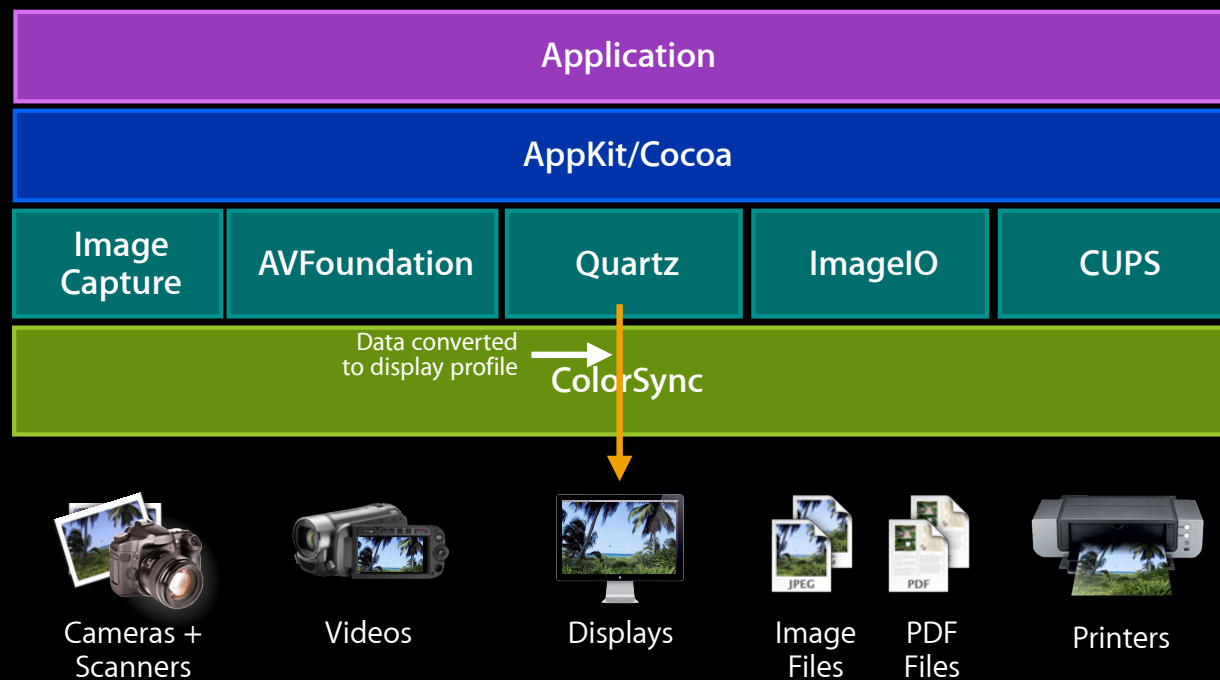 Application
AppKit/Cocoa
Image
Capture
AVFoundation
Quartz
ImageIO
CUPS
Data converted
to display profile
ColorSync
JPEG
PDF
Cameras +
Scanners
Videos
Displays
Image
Files
PDF
Files
Printers